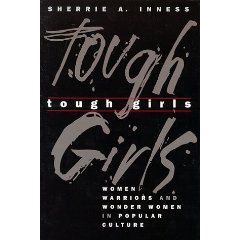 SHERRIE A. INNESS
Tough
tough girls
Girls
WOMEN
WARRIORS AND
WONDER WOMEN
IN POPULAR
CULTURE